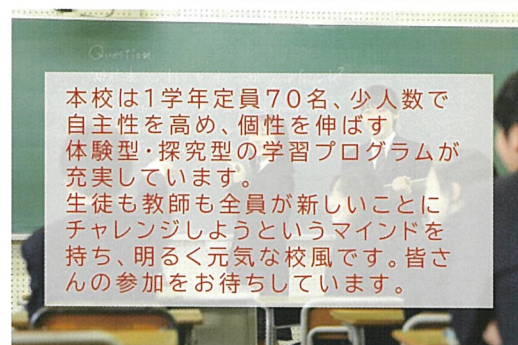 Question
本校は1学年定員70名、少人数で
自主性を高め、個性を伸ばす
体験型・探究型の学習プログラムが
充実しています。
生徒も教師も全員が新しいことに
チャレンジしようというマインドを
持ち、明るく元気な校風です。皆さ
んの参加をお待ちしています。